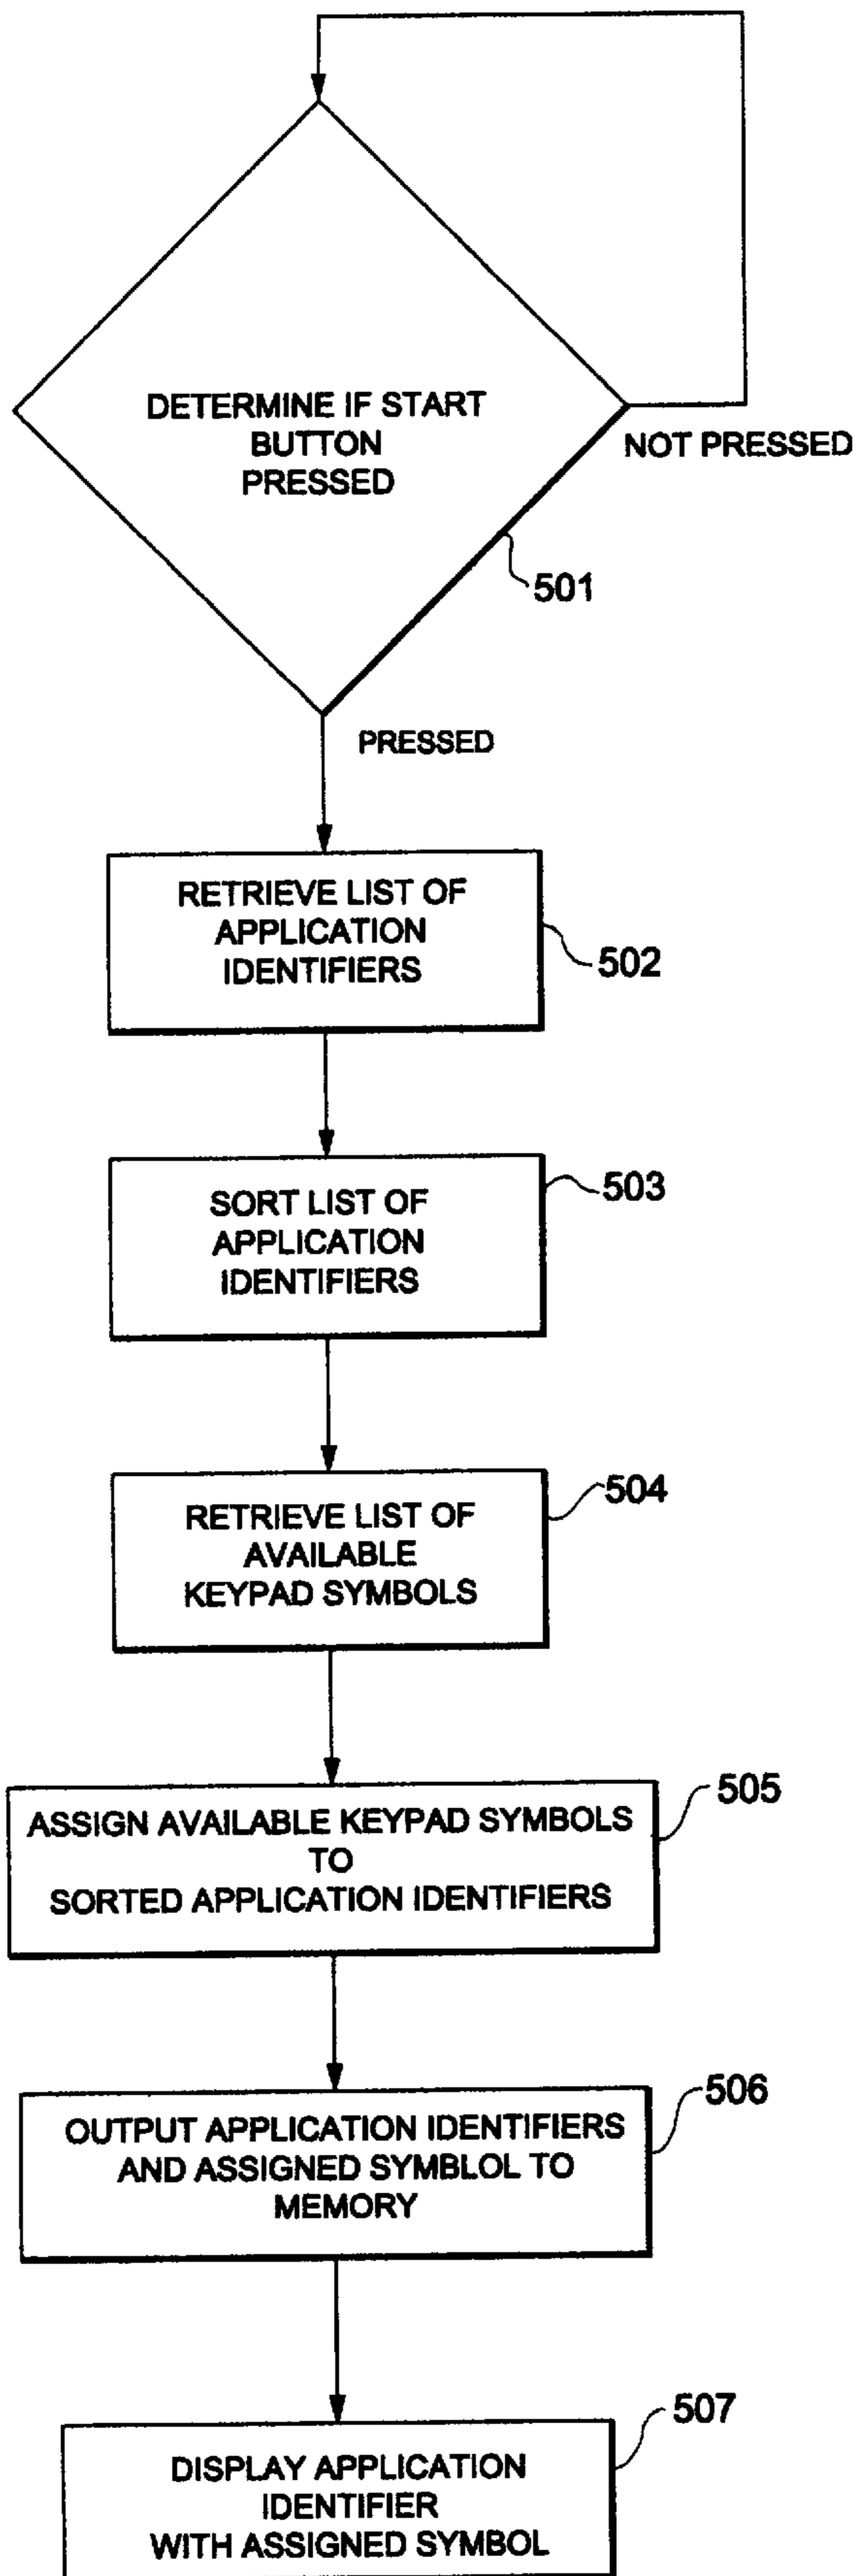 DETERMINE IF START
BUTTON
PRESSED
NOT PRESSED
501
PRESSED
RETRIEVE LIST OF
APPLICATION
IDENTIFIERS
502
SORT LIST OF
APPLICATION
IDENTIFIERS
503
RETRIEVE LIST OF
AVAILABLE
KEYPAD SYMBOLS
504
ASSIGN AVAILABLE KEYPAD SYMBOLS
TO
SORTED APPLICATION IDENTIFIERS
505
OUTPUT APPLICATION IDENTIFIERS
AND ASSIGNED SYMBLOL TO
MEMORY
506
DISPLAY APPLICATION
IDENTIFIER
WITH ASSIGNED SYMBOL
507